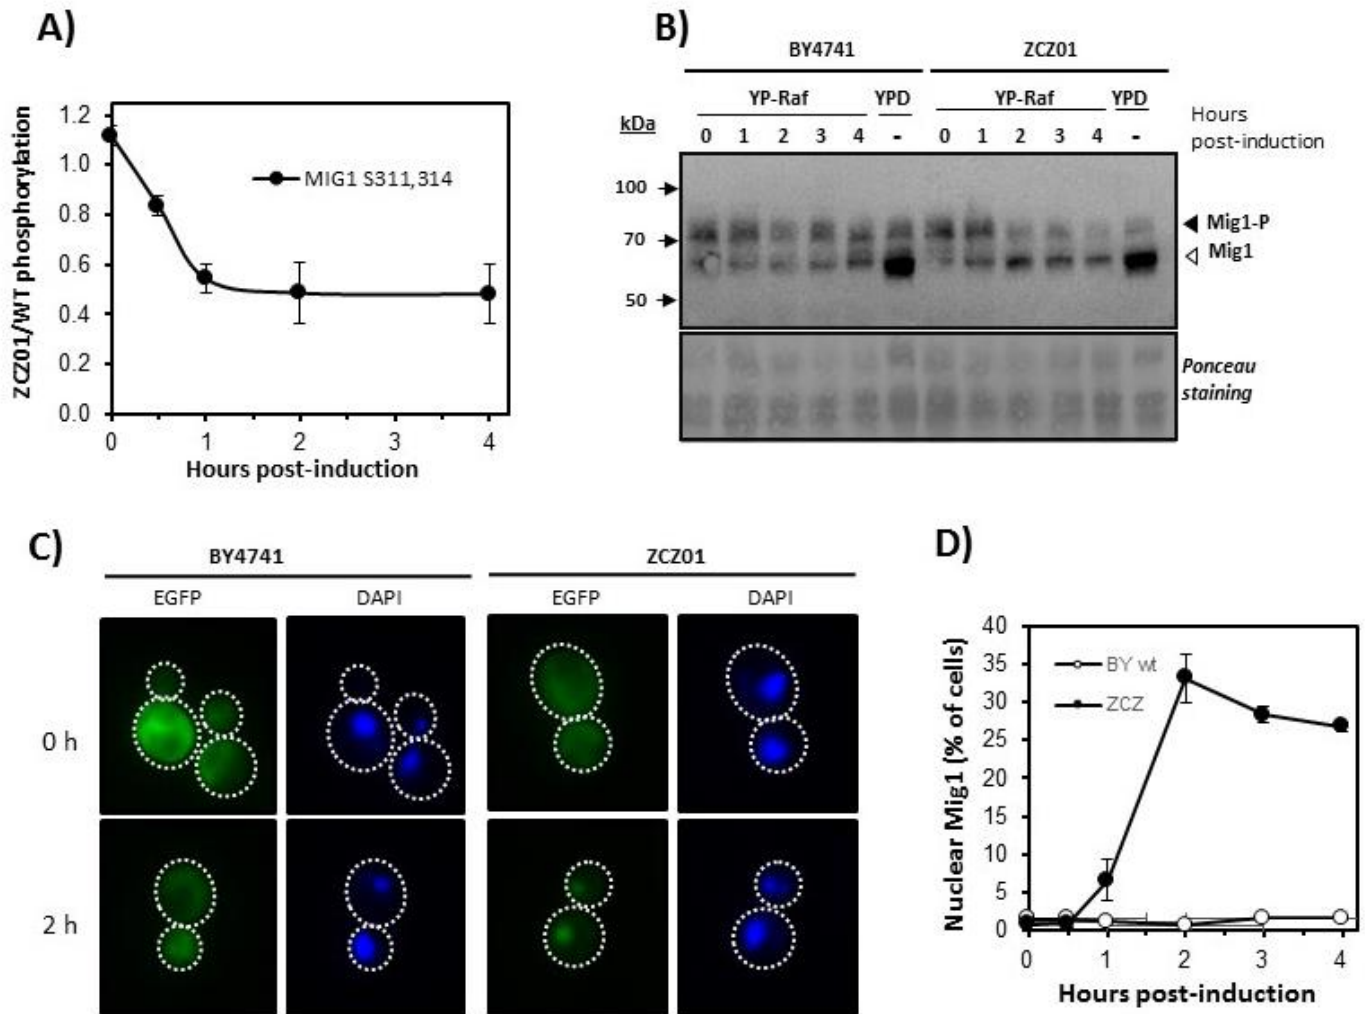 A)
ZCZ01/WT phosphorylation
1.2
1.0
0.8
0.6
0.4
0.2
0.0
MIG1 S311,314
0 1 2 3 4
Hours post-induction
B)
BY4741 ZCZ01
YP-Raf YPD YP-Raf YPD
kDa
0 1 2 3 4 - 0 1 2 3 4 -
Hours
post-induction
100
70
50
Mig1-P
Mig1
Ponceau
staining
C)
BY4741 ZCZ01
EGFP DAPI EGFP DAPI
0 h
2 h
D)
Nuclear Mig1 (% of cells)
40
35
30
25
20
15
10
5
0
BY wt
ZCZ
0 1 2 3 4
Hours post-induction